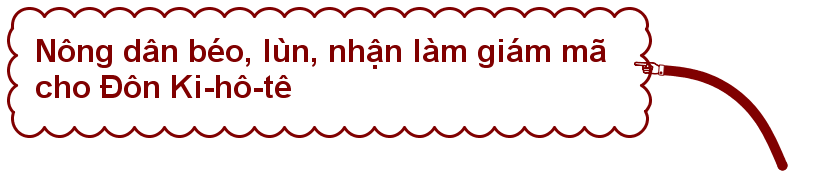 Nông dân béo, lùn, nhận làm giám mã
cho Đôn Ki-hô-tê